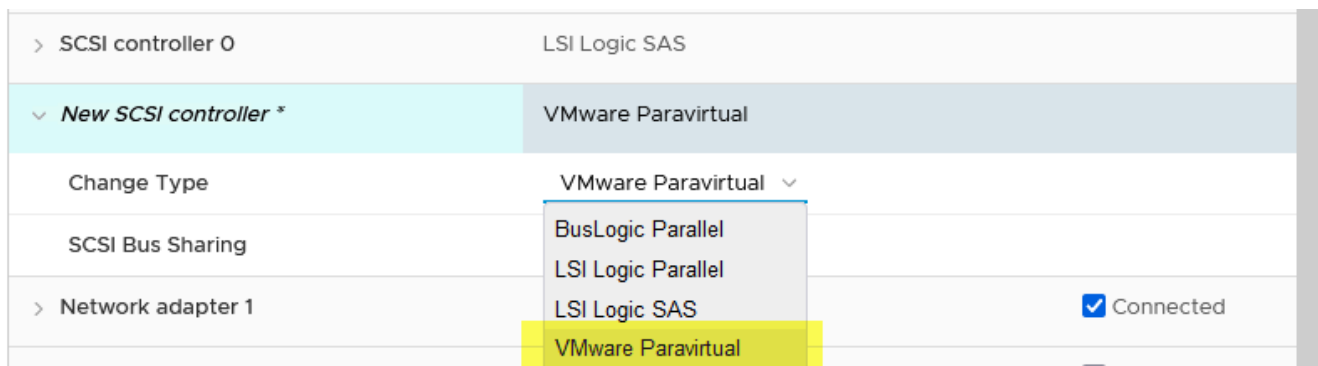 SCSI controller 0 LSI Logic SAS
New SCSI controller * VMware Paravirtual
Change Type VMware Paravirtual
SCSI Bus Sharing
BusLogic Parallel
LSI Logic Parallel
LSI Logic SAS
VMware Paravirtual
Network adapter 1 Connected